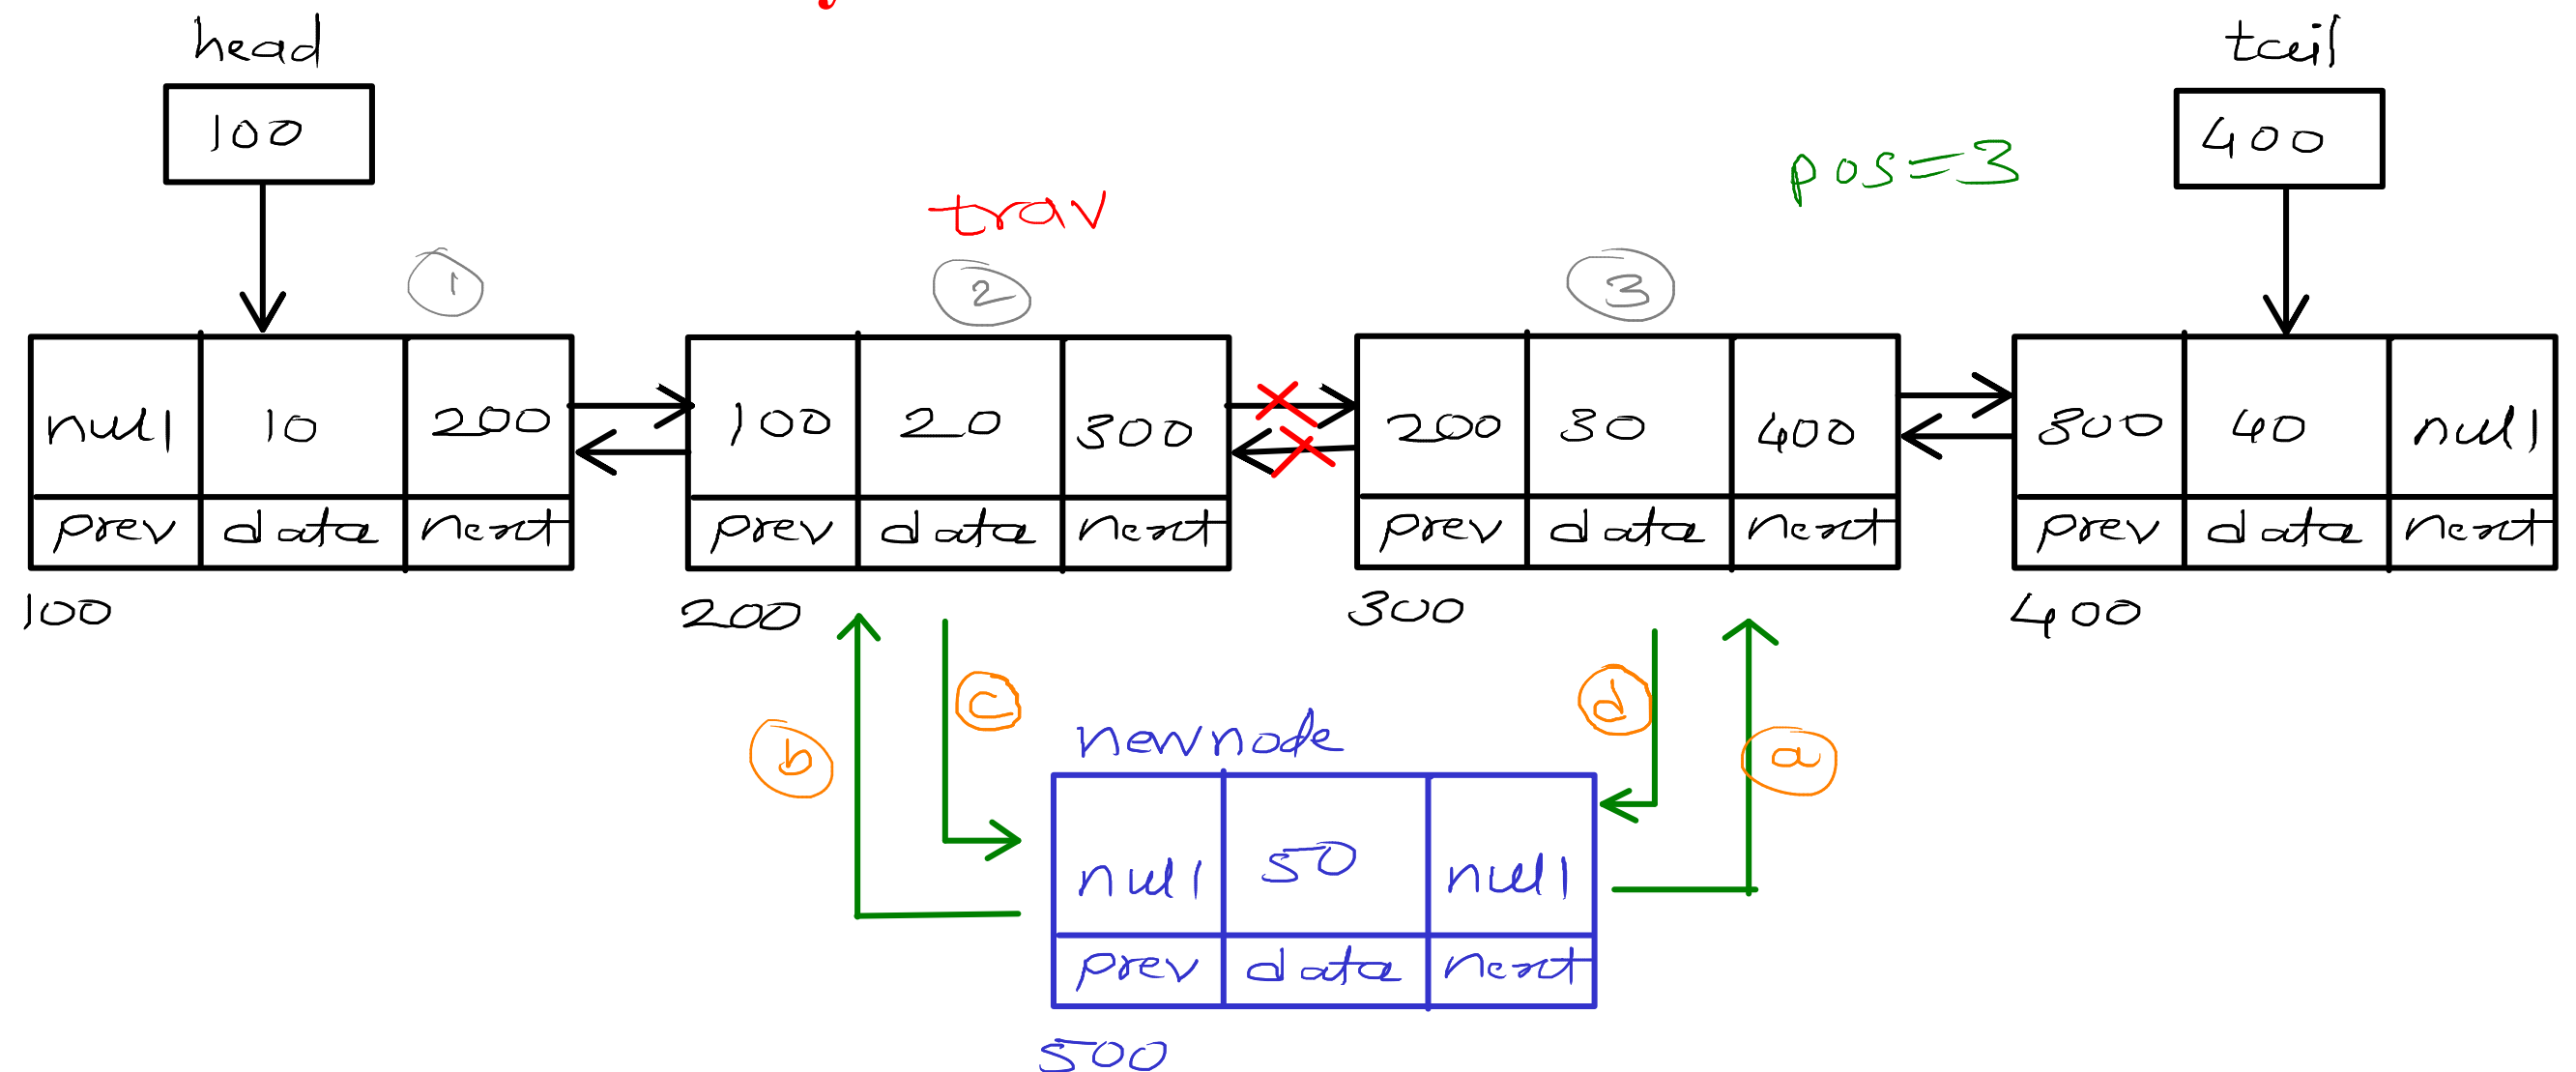 head
tail
100
400
pos=3
trav
1
2
3
null 10 200
100 20 300
200 30 400
300 40 null
prev data next
prev data next
prev data next
prev data next
100
200
300
400
c
d
b
a
newnode
null 50 null
prev data next
500